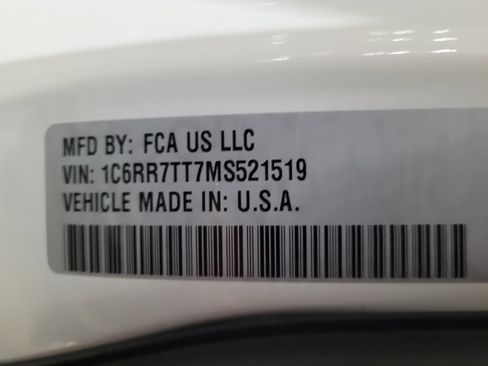 MFD BY: FCA US LLC
VIN: 1C6RR7TT7MS521519
VEHICLE MADE IN: U.S.A.